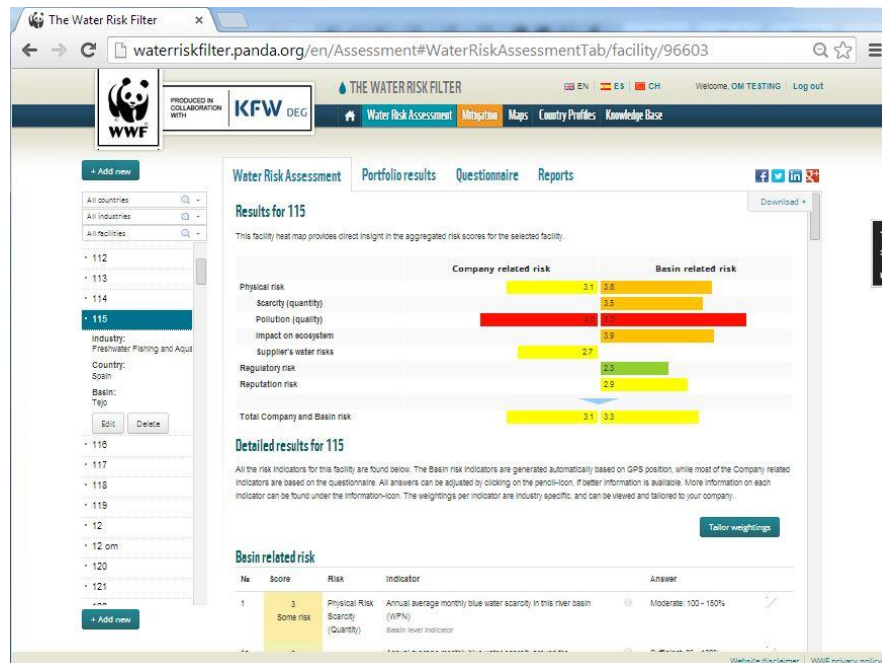 The Water Risk Filter
waterriskfilter.panda.org/en/Assessment#WaterRiskAssessmentTab/facility/96603
WWF
PRODUCED IN
COLLABORATION
WITH
KFW DEG
THE WATER RISK FILTER
EN ES CH Welcome, OM TESTING Log out
Water Risk Assessment Mitigation Maps Country Profiles Knowledge Base
+ Add new
All countries
All industries
All facilities
112
113
114
115
Industry:
Freshwater Fishing and Aqua
Country:
Spain
Basin:
Tejo
Edit Delete
116
117
118
119
12
12 om
120
121
+ Add new
Water Risk Assessment Portfolio results Questionnaire Reports
Download
Results for 115
This facility heat map provides direct insight in the aggregated risk scores for the selected facility.
Company related risk Basin related risk
Physical risk 3.1 3.8
Scarcity (quantity) 3.5
Pollution (quality)
Impact on ecosystem 3.9
Supplier's water risks 2.7
Regulatory risk 2.3
Reputation risk 2.9
Total Company and Basin risk 3.1 3.3
Detailed results for 115
All the risk indicators for this facility are found below. The Basin risk indicators are generated automatically based on GPS position, while most of the Company related
indicators are based on the questionnaire. All answers can be adjusted by clicking on the pencil-icon, if better information is available. More information on each
indicator can be found under the information-icon. The weightings per indicator are industry specific, and can be viewed and tailored to your company.
Tailor weightings
Basin related risk
№ Score Risk Indicator Answer
1 3 Physical Risk Annual average monthly blue water scarcity in this river basin Moderate: 100 - 150%
Some risk Scarcity (WFN)
(Quantity) Basin level indicator
Website disclaimer WWF privacy policy